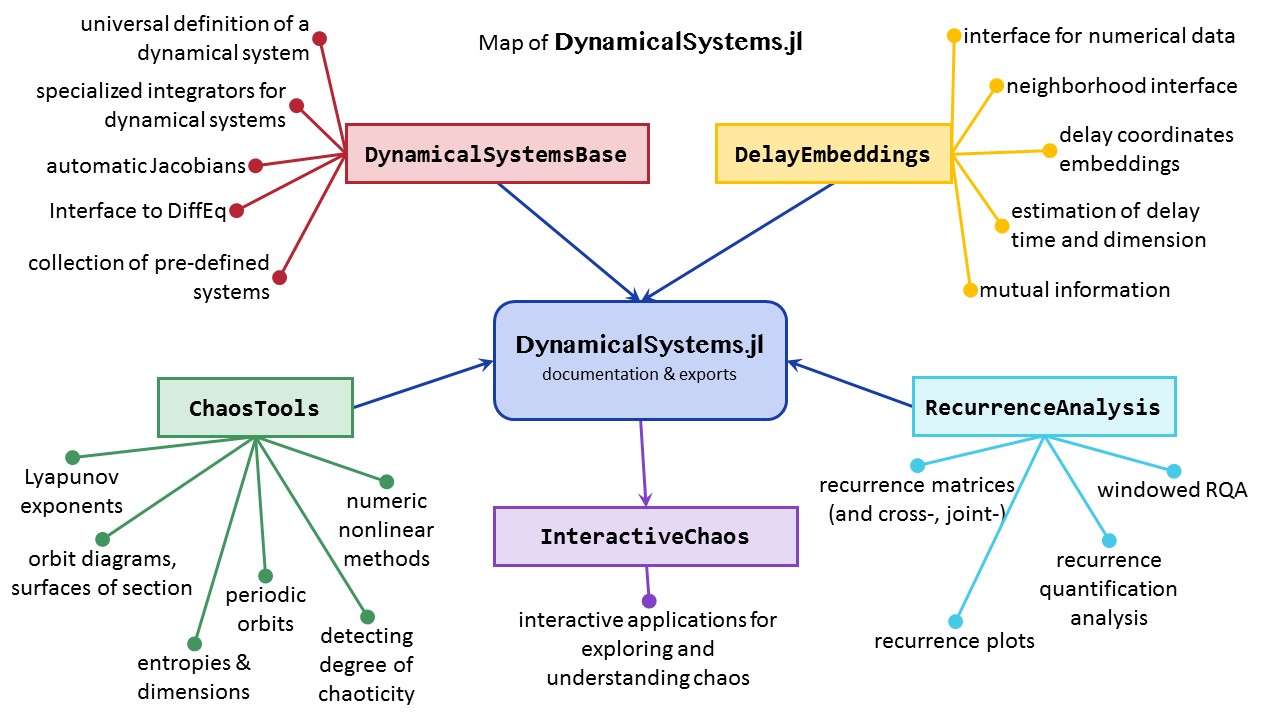 Map of DynamicalSystems.jl
universal definition of a
dynamical system
specialized integrators for
dynamical systems
automatic Jacobians
Interface to DiffEq
collection of pre-defined
systems
DynamicalSystemsBase
DelayEmbeddings
interface for numerical data
neighborhood interface
delay coordinates
embeddings
estimation of delay
time and dimension
mutual information
DynamicalSystems.jl
documentation & exports
ChaosTools
Lyapunov
exponents
orbit diagrams,
surfaces of section
entropies &
dimensions
periodic
orbits
detecting
degree of
chaoticity
numeric
nonlinear
methods
InteractiveChaos
interactive applications for
exploring and
understanding chaos
RecurrenceAnalysis
recurrence matrices
(and cross-, joint-)
recurrence plots
recurrence
quantification
analysis
windowed RQA